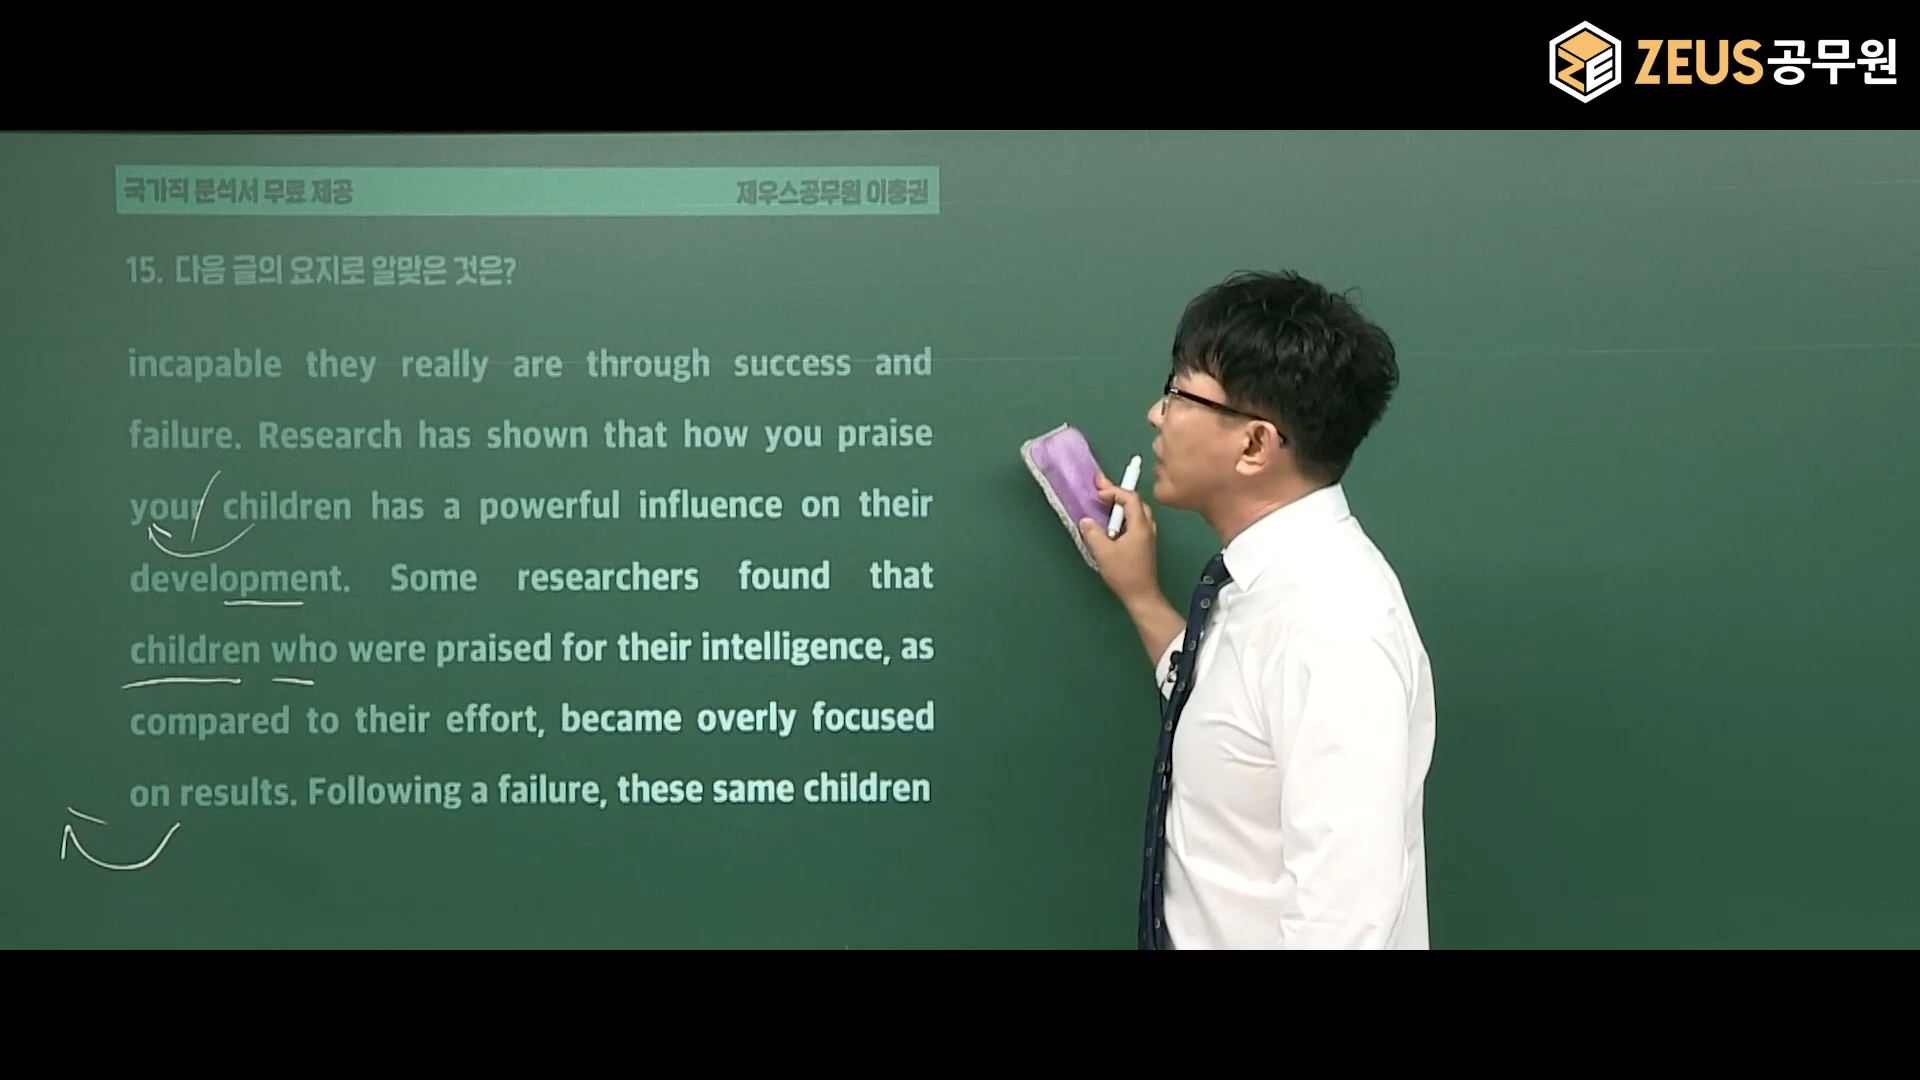 ZEUS공무원
국가직 분석서 무료 제공
제우스공무원 이흥권
15. 다음 글의 요지로 알맞은 것은?
incapable they really are through success and
failure. Research has shown that how you praise
your children has a powerful influence on their
development. Some researchers found that
children who were praised for their intelligence, as
compared to their effort, became overly focused
on results. Following a failure, these same children